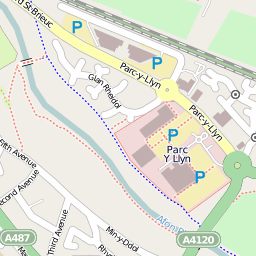 d St Brieuc
P
P
Parc-y-Llyn
Glan Rheidol
Parc-y-Llyn
P
Parc
Y Llyn
P
Fifth Avenue
Second Avenue
Third Avenue
Min-y-Ddol
Afon
A487
A4120